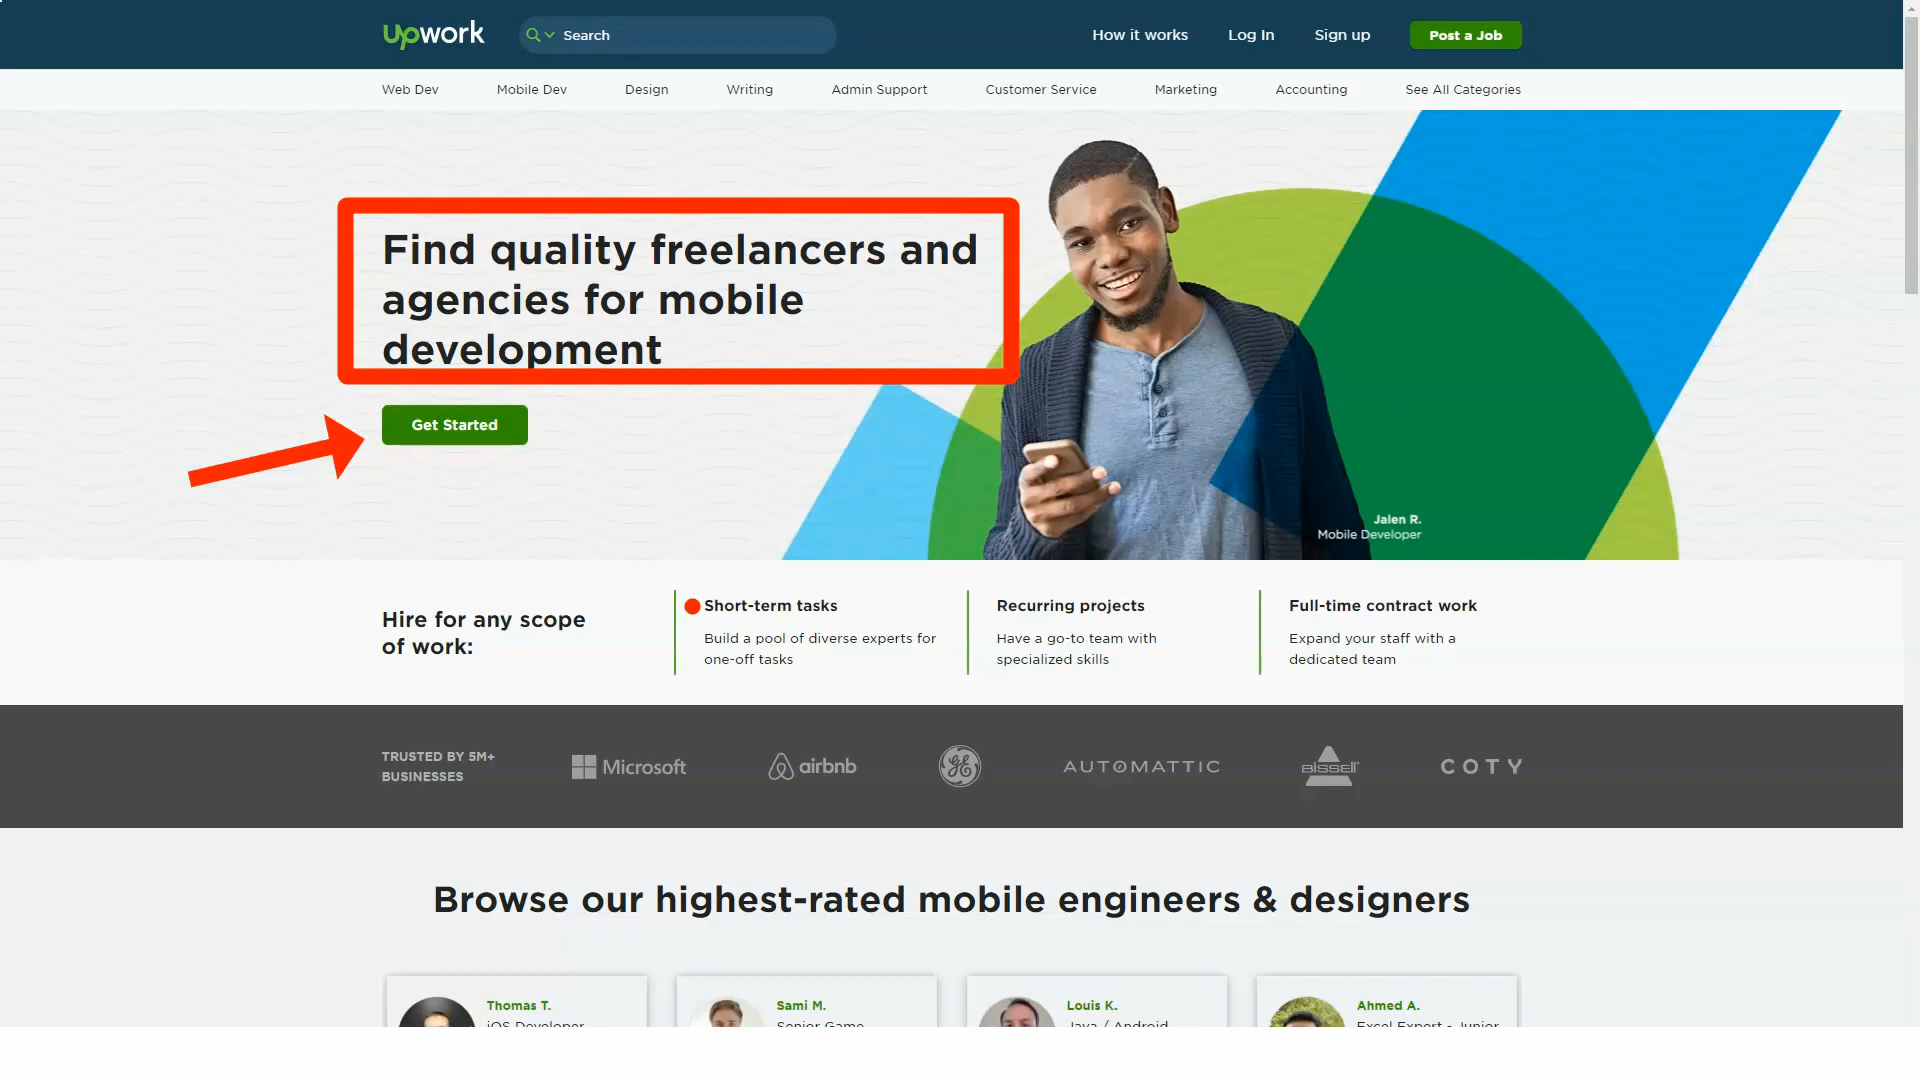 Upwork
Search
How it works
Log In
Sign up
Post a Job
Web Dev
Mobile Dev
Design
Writing
Admin Support
Customer Service
Marketing
Accounting
See All Categories
Find quality freelancers and
agencies for mobile
development
Get Started
Jalen R.
Mobile Developer
Hire for any scope
of work:
Short-term tasks
Build a pool of diverse experts for
one-off tasks
Recurring projects
Have a go-to team with
specialized skills
Full-time contract work
Expand your staff with a
dedicated team
TRUSTED BY 5M+
BUSINESSES
Microsoft
airbnb
GE
AUTOMATTIC
BISSELL
COTY
Browse our highest-rated mobile engineers & designers
Thomas T.
iOS Developer
Sami M.
Senior Game
Louis K.
Java / Android
Ahmed A.
Excel Expert - Junior